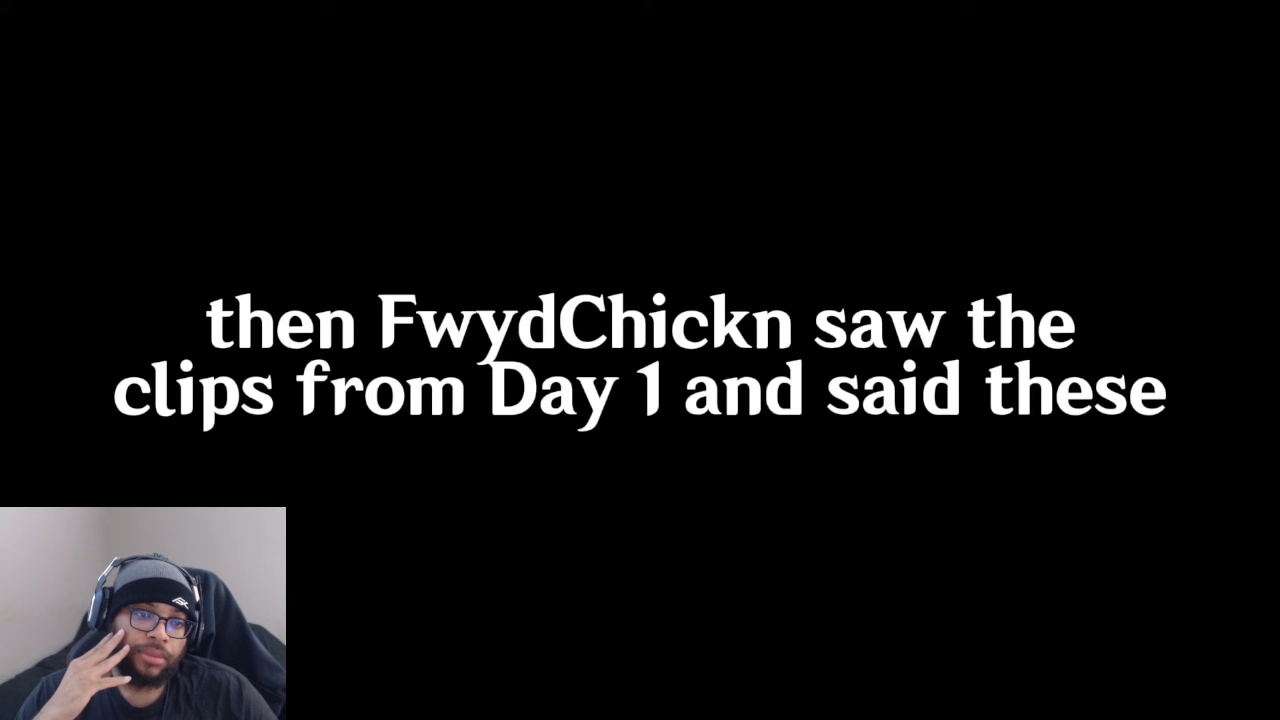 then FwydChickn saw the
clips from Day 1 and said these